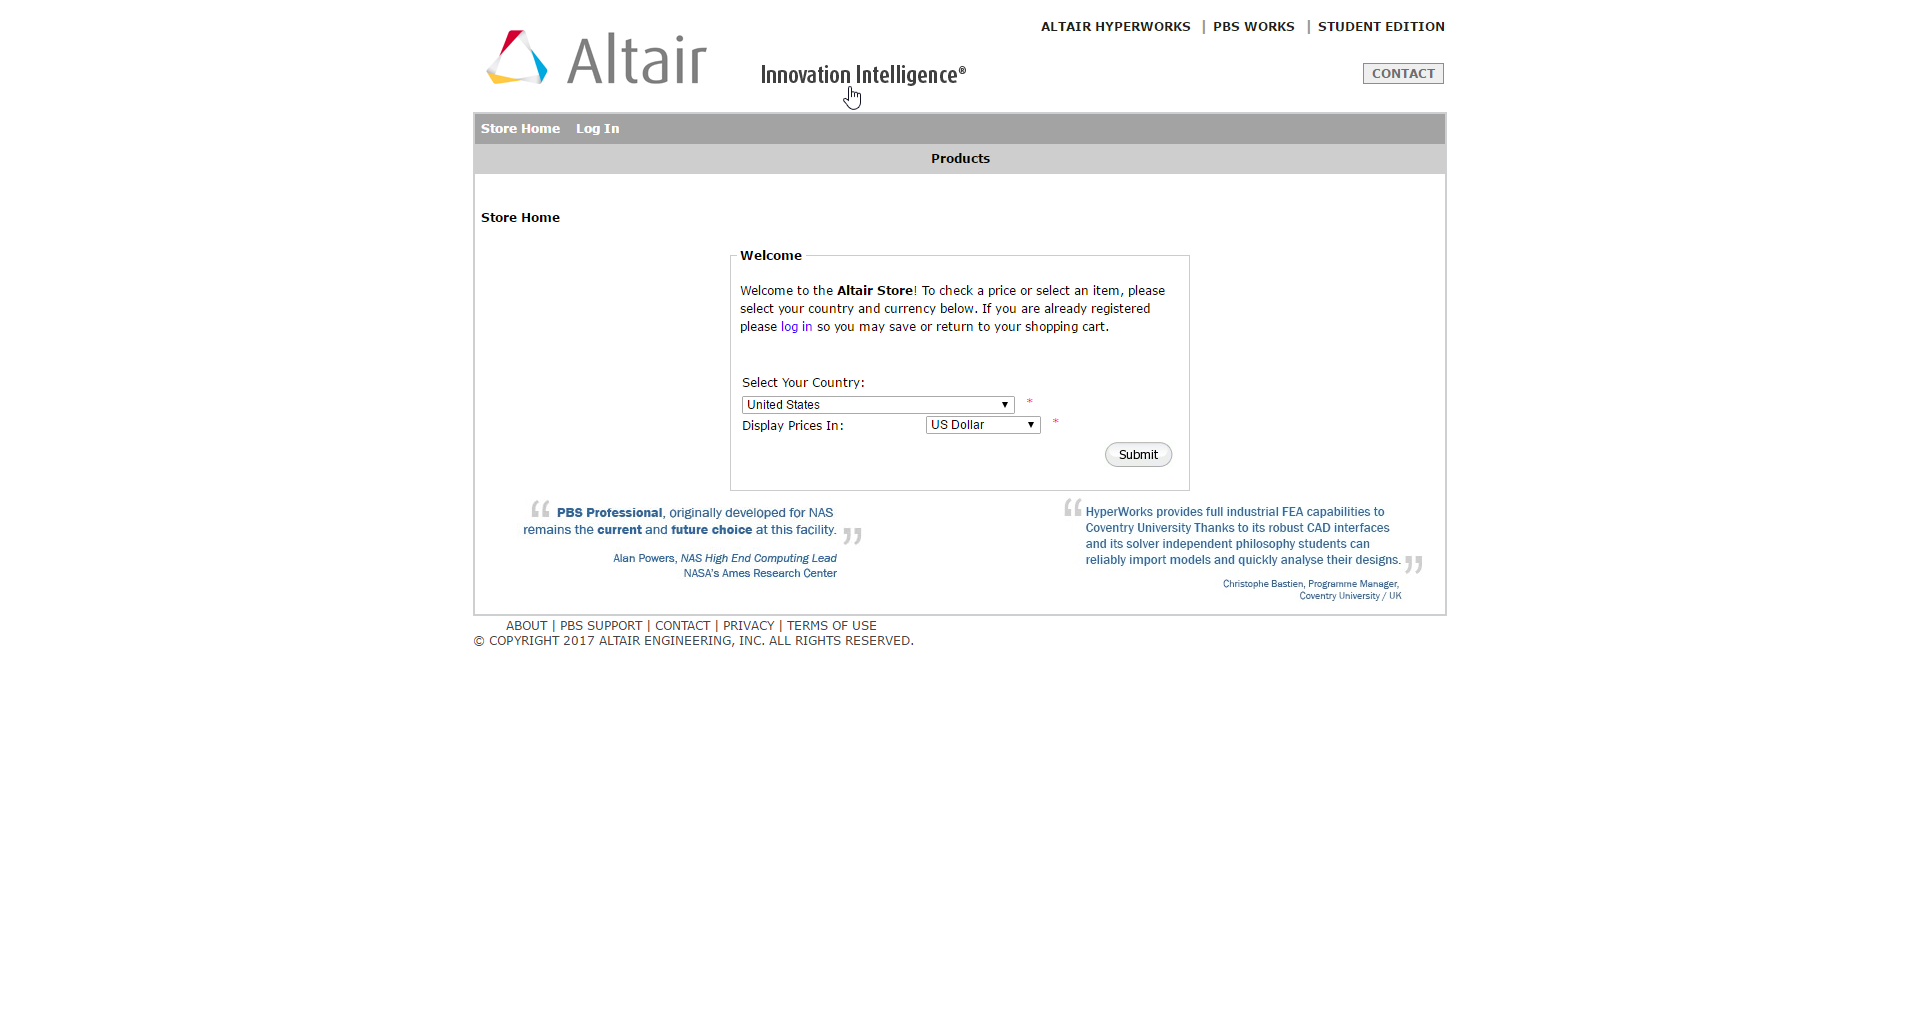 ALTAIR HYPERWORKS | PBS WORKS | STUDENT EDITION
Altair
Innovation Intelligence®
CONTACT
Store Home Log In
Products
Store Home
Welcome
Welcome to the Altair Store! To check a price or select an item, please
select your country and currency below. If you are already registered
please log in so you may save or return to your shopping cart.
Select Your Country:
United States *
Display Prices In: US Dollar *
Submit
“ PBS Professional, originally developed for NAS
remains the current and future choice at this facility. ”
Alan Powers, NAS High End Computing Lead
NASA's Ames Research Center
“ HyperWorks provides full industrial FEA capabilities to
Coventry University Thanks to its robust CAD interfaces
and its solver independent philosophy students can
reliably import models and quickly analyse their designs. ”
Christophe Bastien, Programme Manager,
Coventry University / UK
ABOUT | PBS SUPPORT | CONTACT | PRIVACY | TERMS OF USE
© COPYRIGHT 2017 ALTAIR ENGINEERING, INC. ALL RIGHTS RESERVED.